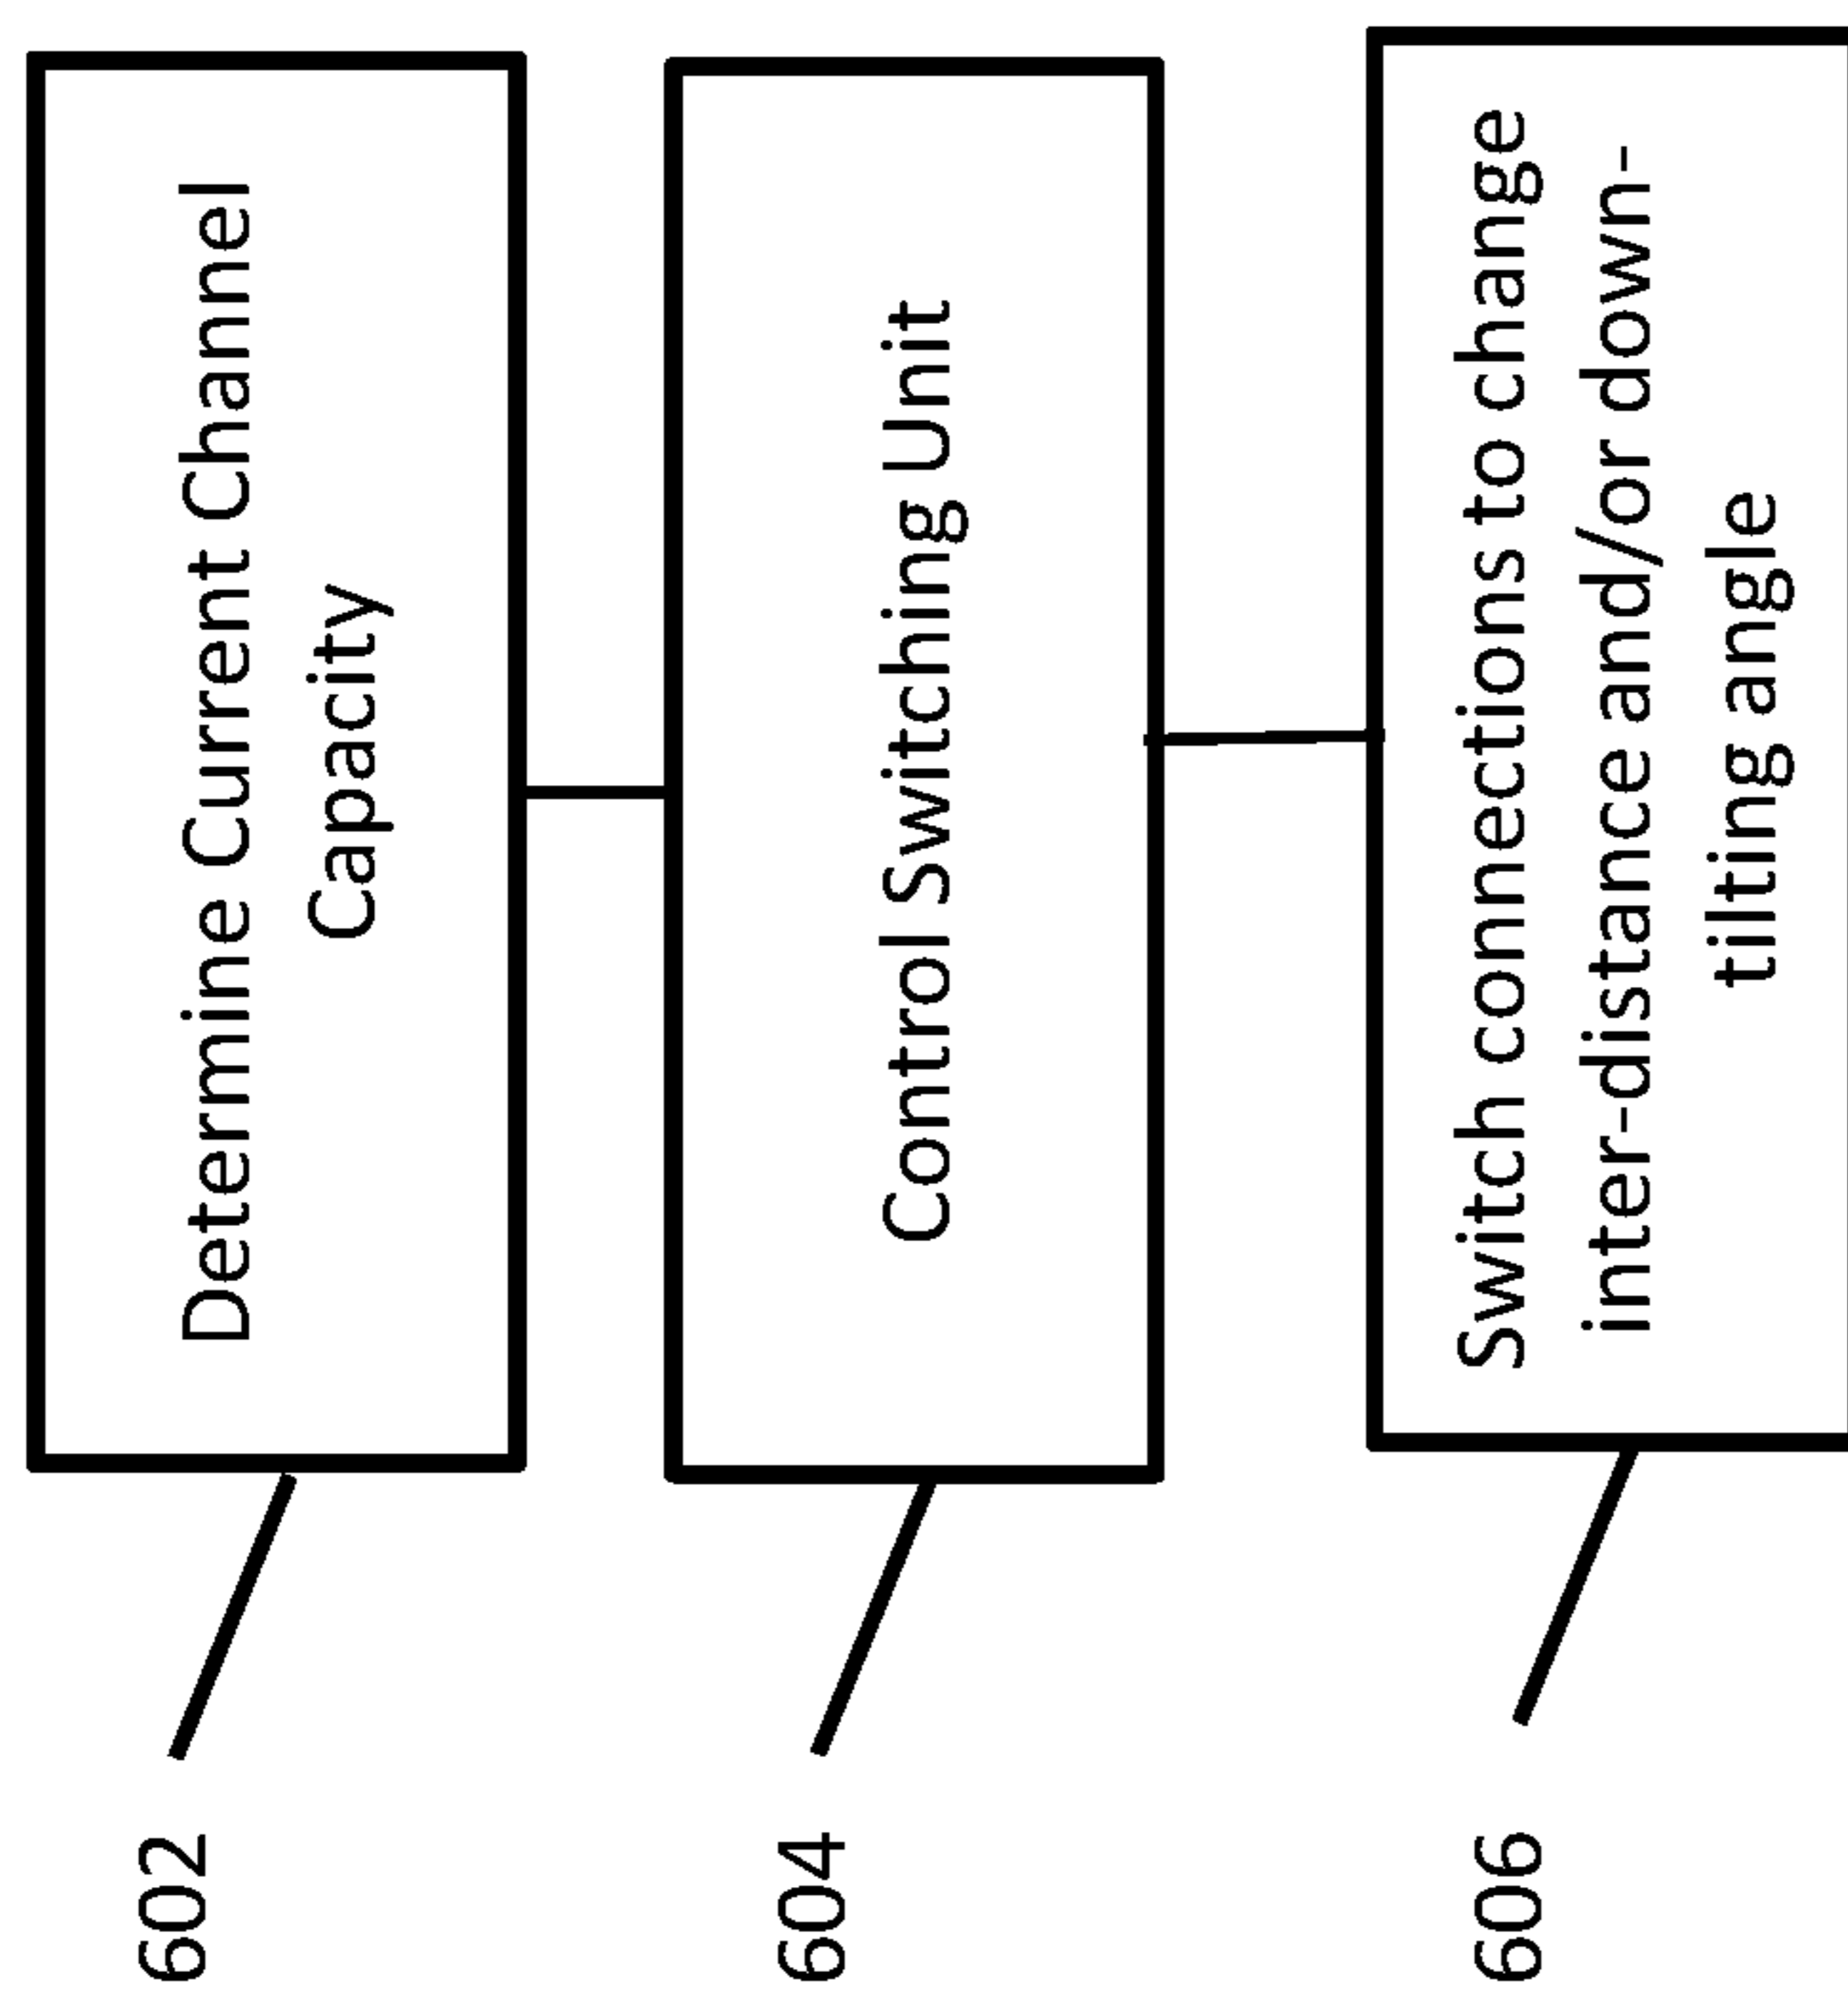 602
Determine Current Channel
Capacity
604
Control Switching Unit
606
Switch connections to change
inter-distance and/or down-
tilting angle